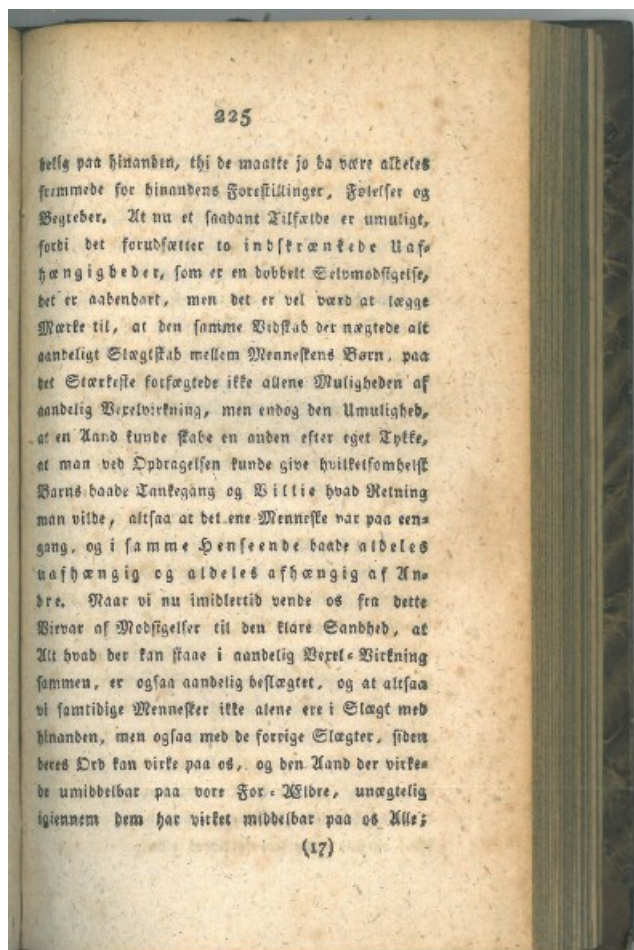 225
delig paa hinanden, thi de maatte jo da være aldeles
fremmede for hinandens Forestillinger, Følelser og
Begreber. At nu et saadant Tilfælde er umuligt,
fordi det forudsætter to indskrænkede Uaf-
hængigheder, som er en dobbelt Selvmodsigelse,
det er aabenbart, men det er vel værd at lægge
Mærke til, at den samme Vidskab der nægtede alt
aandeligt Slægtskab mellem Menneskens Børn, paa
det Stærkeste forfægtede ikke allene Muligheden af
aandelig Vexelvirkning, men endog den Umulighed,
at en Aand kunde skabe en anden efter eget Tykke,
at man ved Opdragelsen kunde give hvilketsomhelst
Barns baade Tankegang og Villie hvad Retning
man vilde, altsaa at det ene Menneske var paa een-
gang, og i samme Henseende baade aldeles
uafhængig og aldeles afhængig af An-
dre. Naar vi nu imidlertid vende os fra dette
Virvar af Modsigelser til den klare Sandhed, at
Alt hvad der kan staae i aandelig Vexel-Virkning
sammen, er ogsaa aandelig beslægtet, og at altsaa
vi samtidige Mennesker ikke alene ere i Slægt med
hinanden, men ogsaa med de forrige Slægter, siden
deres Ord kan virke paa os, og den Aand der virke-
de umiddelbar paa vore For-Ældre, unægtelig
igiennem dem har virket middelbar paa os Alle;
(17)